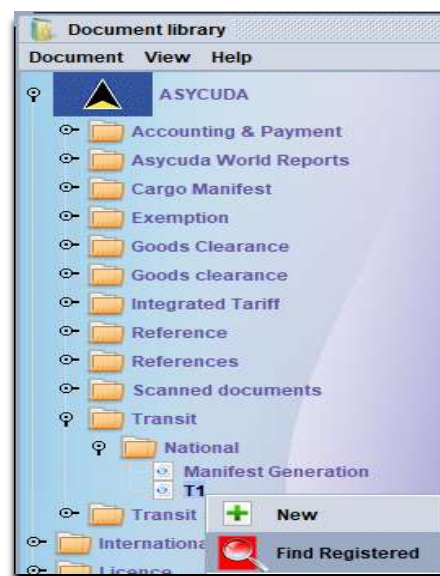 Document library
Document View Help
ASYCUDA
Accounting & Payment
Asycuda World Reports
Cargo Manifest
Exemption
Goods Clearance
Goods clearance
Integrated Tariff
Reference
References
Scanned documents
Transit
National
Manifest Generation
T1
Transit
New
Internationa
Find Registered
Licence